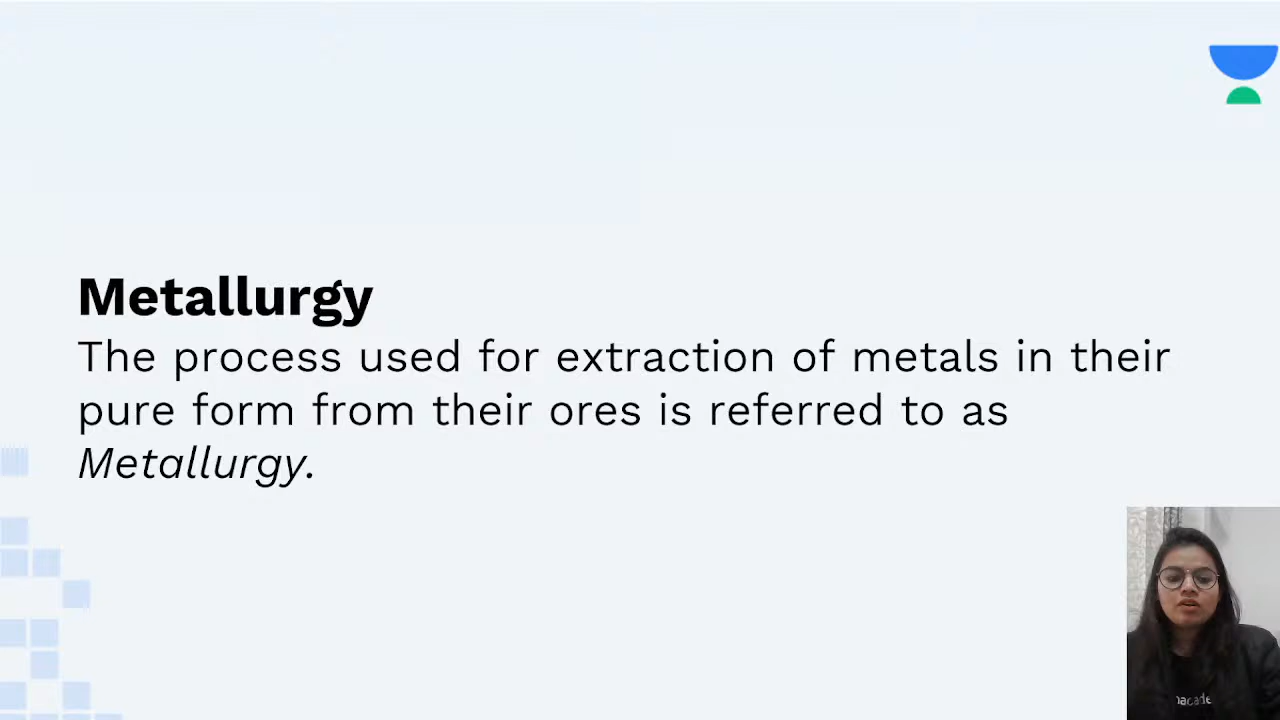 Metallurgy
The process used for extraction of metals in their
pure form from their ores is referred to as
Metallurgy.
nacade